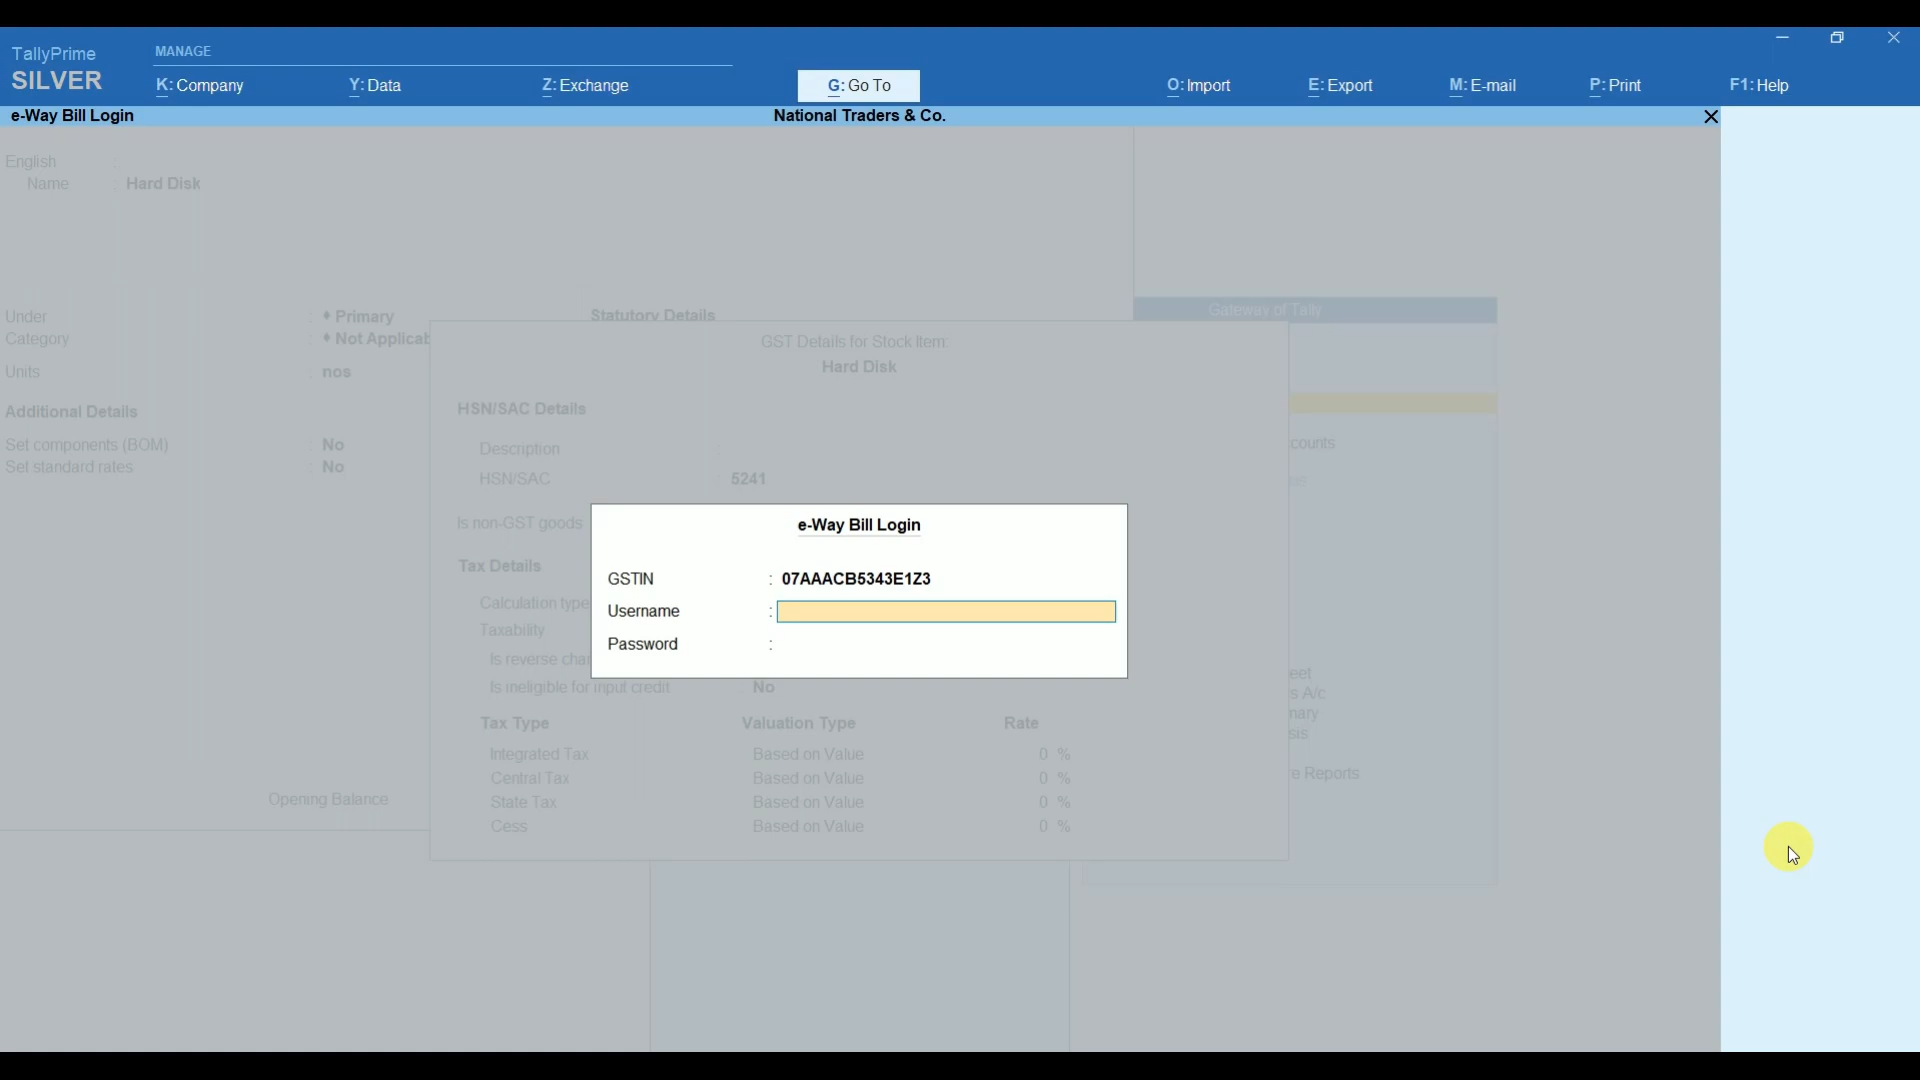 TallyPrime
SILVER
MANAGE
K: Company
Y: Data
Z: Exchange
G: Go To
O: Import
E: Export
M: E-mail
P: Print
F1: Help
e-Way Bill Login
National Traders & Co.
English :
Name : Hard Disk
Under : ♦ Primary
Category : ♦ Not Applicab
Units : nos
Statutory Details
Additional Details
Set components (BOM) : No
Set standard rates : No
Opening Balance
Gateway of Tally
GST Details for Stock Item:
Hard Disk
HSN/SAC Details
Description :
HSN/SAC : 5241
Is non-GST goods
Tax Details
Calculation type
Taxability
Is reverse char
Is ineligible for input credit : No
Tax Type Valuation Type Rate
Integrated Tax Based on Value 0 %
Central Tax Based on Value 0 %
State Tax Based on Value 0 %
Cess Based on Value 0 %
e-Way Bill Login
GSTIN : 07AAACB5343E1Z3
Username :
Password :
counts
eet
s A/c
mary
sis
e Reports